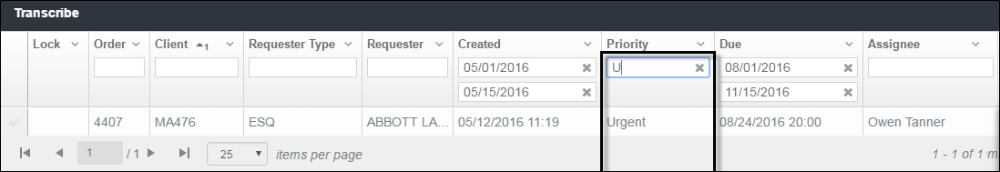 Transcribe
Lock Order Client 1 Requester Type Requester Created Priority Due Assignee
05/01/2016 U 08/01/2016
05/15/2016 11/15/2016
4407 MA476 ESQ ABBOTT LA... 05/12/2016 11:19 Urgent 08/24/2016 20:00 Owen Tanner
1 / 1 25 items per page 1 - 1 of 1